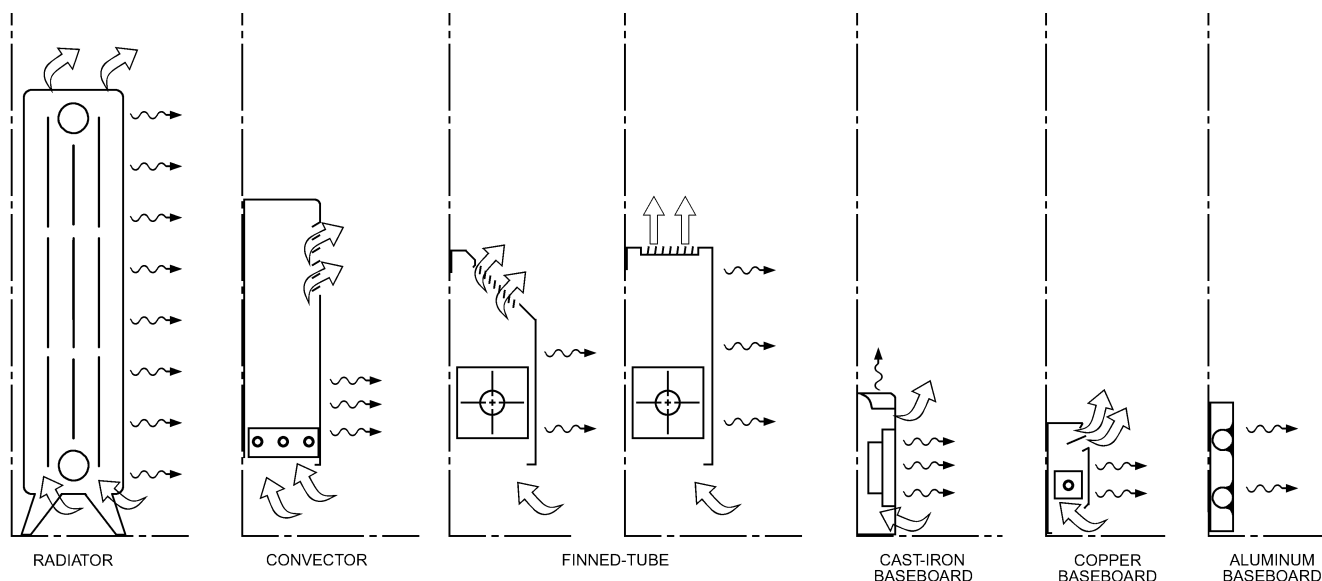 RADIATOR
CONVECTOR
FINNED-TUBE
CAST-IRON
BASEBOARD
COPPER
BASEBOARD
ALUMINUM
BASEBOARD